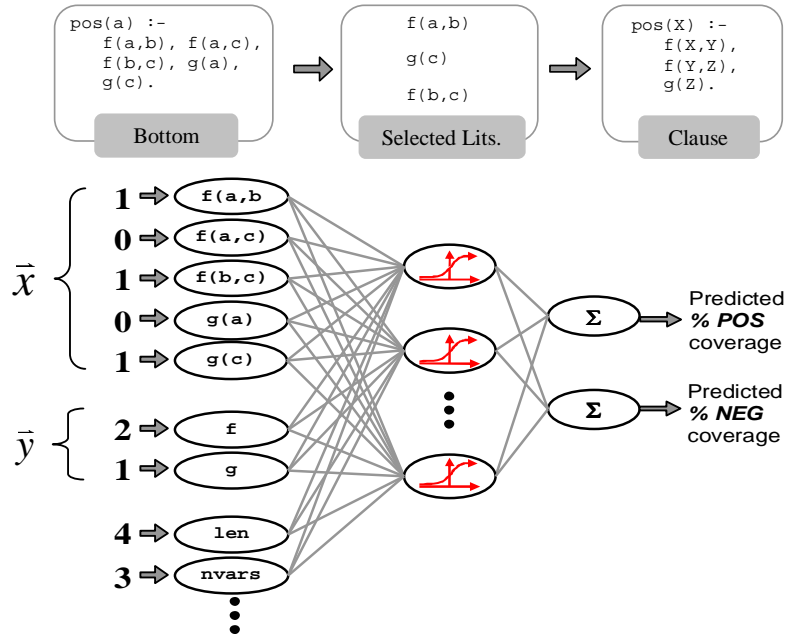 pos(a) :-
f(a,b), f(a,c),
f(b,c), g(a),
g(c).
Bottom
f(a,b)
g(c)
f(b,c)
Selected Lits.
pos(X) :-
f(X,Y),
f(Y,Z),
g(Z).
Clause
x
1 f(a,b
0 f(a,c)
1 f(b,c)
0 g(a)
1 g(c)
y
2 f
1 g
4 len
3 nvars
Σ
Predicted
% POS
coverage
Σ
Predicted
% NEG
coverage